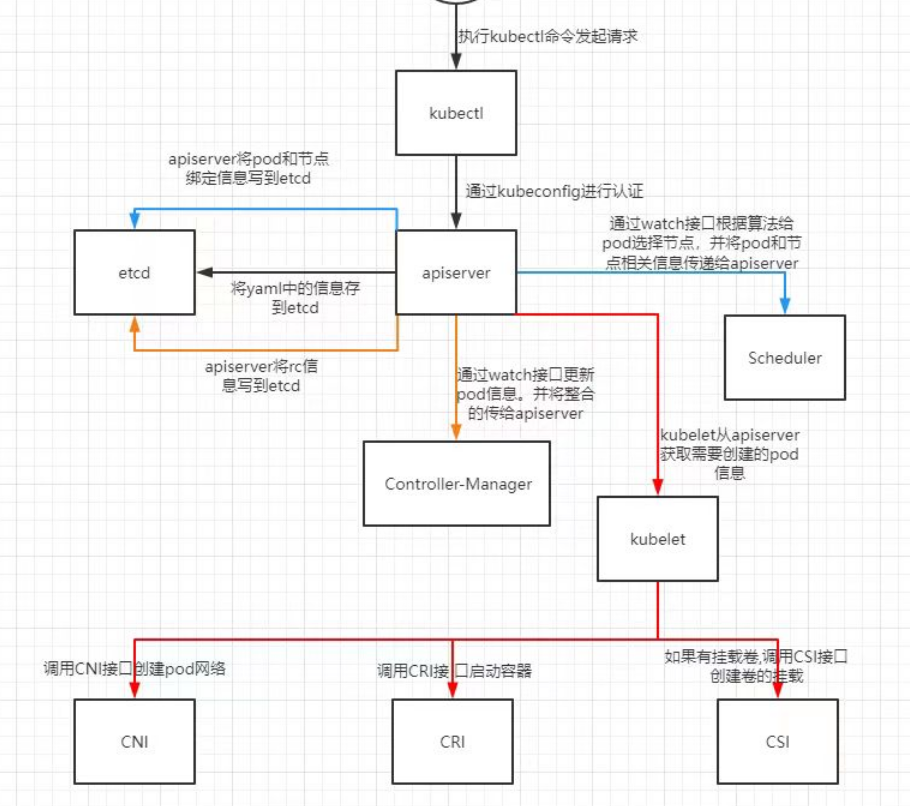 执行kubectl命令发起请求
kubectl
apiserver将pod和节点
绑定信息写到etcd
通过kubeconfig进行认证
通过watch接口根据算法给
pod选择节点，并将pod和节
点相关信息传递给apiserver
etcd
apiserver
将yaml中的信息存
到etcd
Scheduler
apiserver将rc信
息写到etcd
通过watch接口更新
pod信息。并将整合
的传给apiserver
kubelet从apiserver
获取需要创建的pod
信息
Controller-Manager
kubelet
调用CNI接口创建pod网络
调用CRI接口启动容器
如果有挂载卷,调用CSI接口
创建卷的挂载
CNI
CRI
CSI